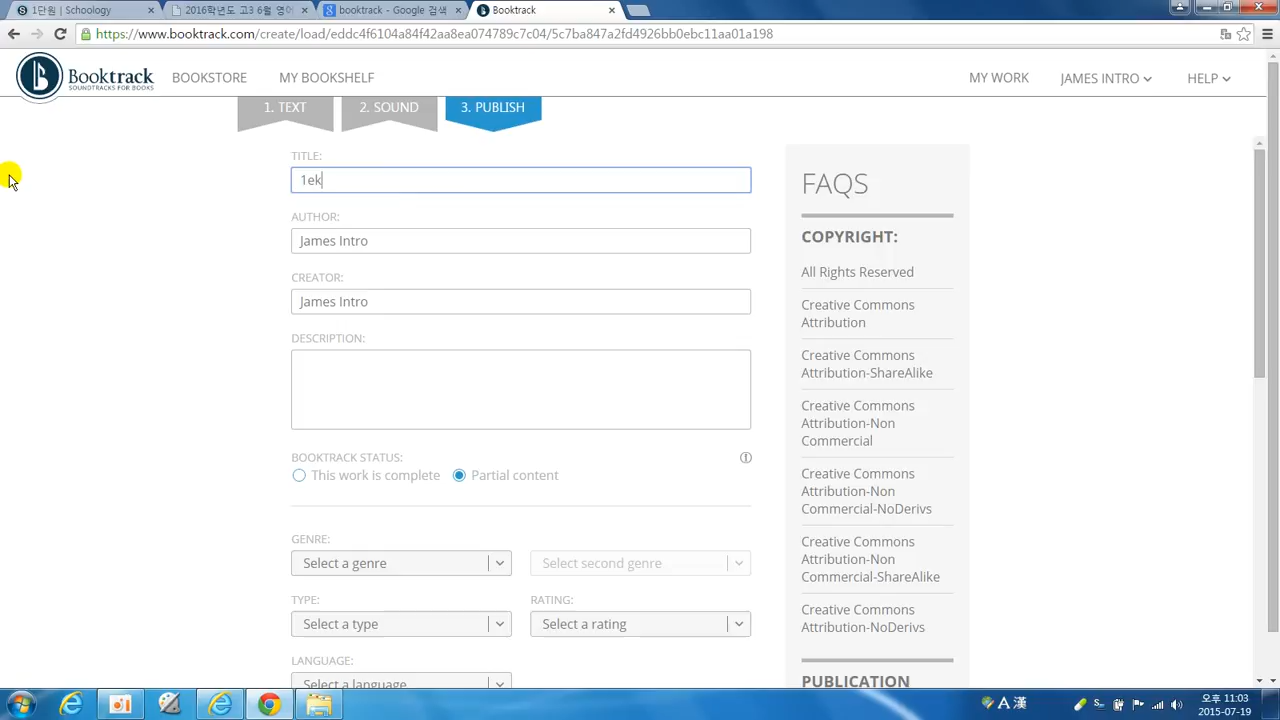 1단원 | Schoology
2016학년도 고3 6월 영어
booktrack - Google 검색
Booktrack
https://www.booktrack.com/create/load/eddc4f6104a84f42aa8ea074789c7c04/5c7ba847a2fd4926bb0ebc11aa01a198
Booktrack
SOUNDTRACKS FOR BOOKS
BOOKSTORE
MY BOOKSHELF
MY WORK
JAMES INTRO
HELP
1. TEXT
2. SOUND
3. PUBLISH
TITLE:
1ek
AUTHOR:
James Intro
CREATOR:
James Intro
DESCRIPTION:
BOOKTRACK STATUS:
This work is complete
Partial content
GENRE:
Select a genre
Select second genre
TYPE:
RATING:
Select a type
Select a rating
LANGUAGE:
Select a language
FAQS
COPYRIGHT:
All Rights Reserved
Creative Commons
Attribution
Creative Commons
Attribution-ShareAlike
Creative Commons
Attribution-Non
Commercial
Creative Commons
Attribution-Non
Commercial-NoDerivs
Creative Commons
Attribution-Non
Commercial-ShareAlike
Creative Commons
Attribution-NoDerivs
PUBLICATION
A 漢
오후 11:03
2015-07-19